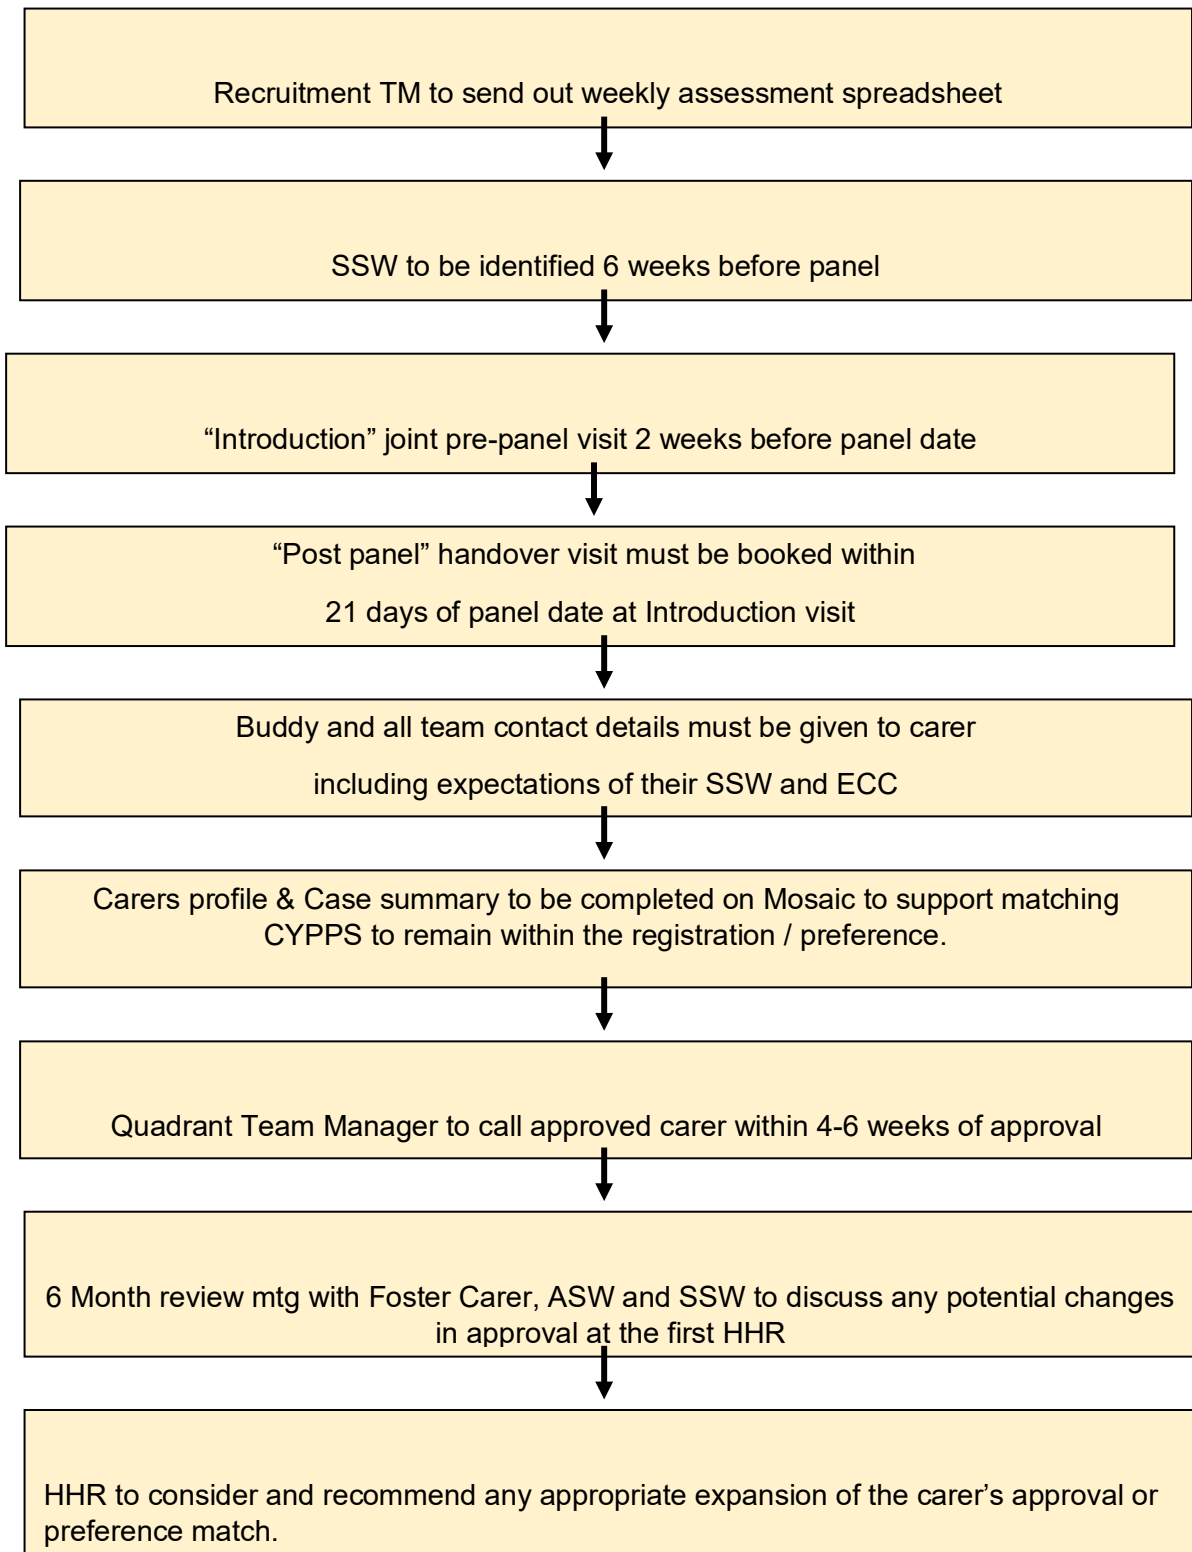 Recruitment TM to send out weekly assessment spreadsheet
SSW to be identified 6 weeks before panel
“Introduction” joint pre-panel visit 2 weeks before panel date
“Post panel” handover visit must be booked within
21 days of panel date at Introduction visit
Buddy and all team contact details must be given to carer
including expectations of their SSW and ECC
Carers profile & Case summary to be completed on Mosaic to support matching
CYPPS to remain within the registration / preference.
Quadrant Team Manager to call approved carer within 4-6 weeks of approval
6 Month review mtg with Foster Carer, ASW and SSW to discuss any potential changes
in approval at the first HHR
HHR to consider and recommend any appropriate expansion of the carer’s approval or
preference match.